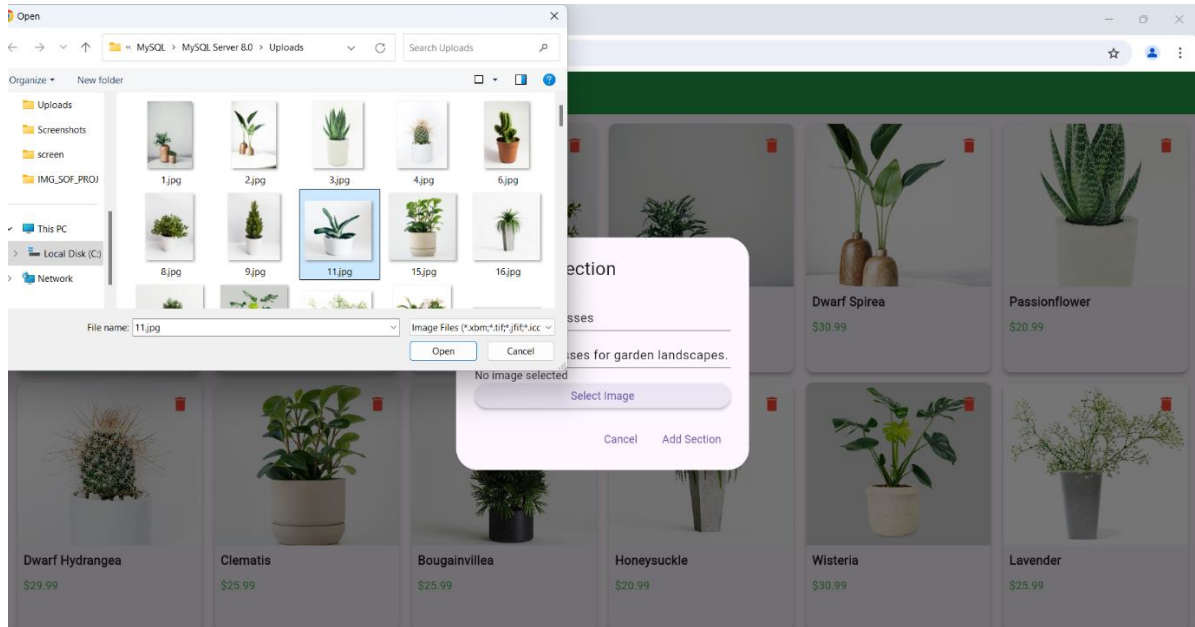 Open
« MySQL > MySQL Server 8.0 > Uploads
Search Uploads
Organize
New folder
Uploads
Screenshots
screen
IMG_SOF_PROJ
This PC
Local Disk (C:)
Network
1.jpg
2.jpg
3.jpg
4.jpg
6.jpg
8.jpg
9.jpg
11.jpg
15.jpg
16.jpg
File name: 11.jpg
Image Files (*.xbm;*.tif;*.jfif;*.icc
Open
Cancel
ection
sses
sses for garden landscapes.
No image selected
Select Image
Cancel
Add Section
Dwarf Spirea
$30.99
Passionflower
$20.99
Dwarf Hydrangea
$29.99
Clematis
$25.99
Bougainvillea
$25.99
Honeysuckle
$20.99
Wisteria
$30.99
Lavender
$25.99